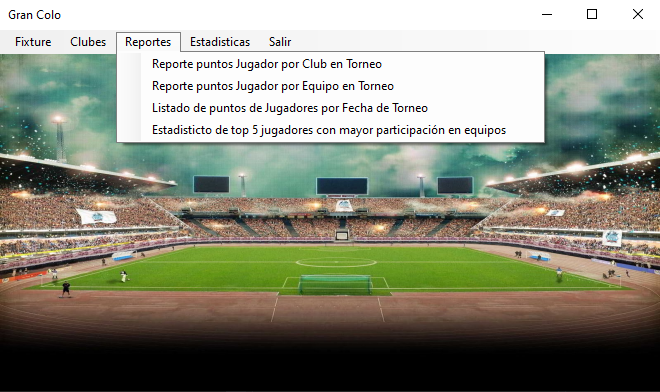 Gran Colo
Fixture Clubes Reportes Estadisticas Salir
Reporte puntos Jugador por Club en Torneo
Reporte puntos Jugador por Equipo en Torneo
Listado de puntos de Jugadores por Fecha de Torneo
Estadisticto de top 5 jugadores con mayor participación en equipos